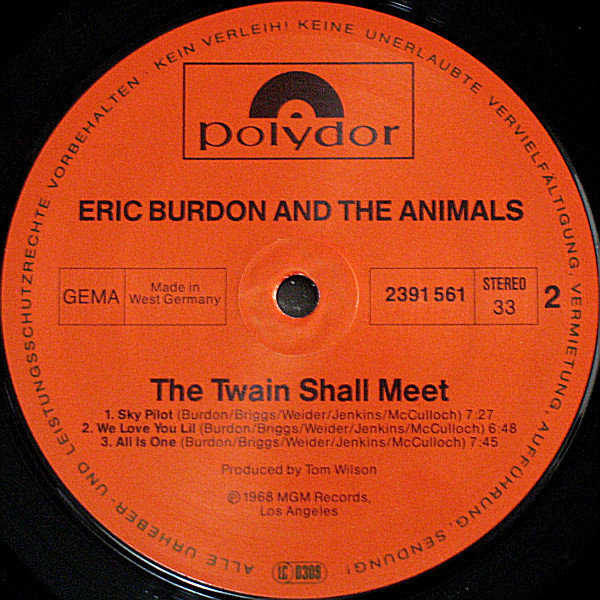 ALLE URHEBER- UND LEISTUNGSSCHUTZRECHTE VORBEHALTEN · KEIN VERLEIH! KEINE UNERLAUBTE VERVIELFÄLTIGUNG, VERMIETUNG, AUFFÜHRUNG, SENDUNG!
polydor
ERIC BURDON AND THE ANIMALS
GEMA
Made in
West Germany
2391 561
STEREO
33
2
The Twain Shall Meet
1. Sky Pilot (Burdon/Briggs/Weider/Jenkins/McCulloch) 7:27
2. We Love You Lil (Burdon/Briggs/Weider/Jenkins/McCulloch) 6:48
3. All Is One (Burdon/Briggs/Weider/Jenkins/McCulloch) 7:45
Produced by Tom Wilson
℗ 1968 MGM Records,
Los Angeles
LC 0309